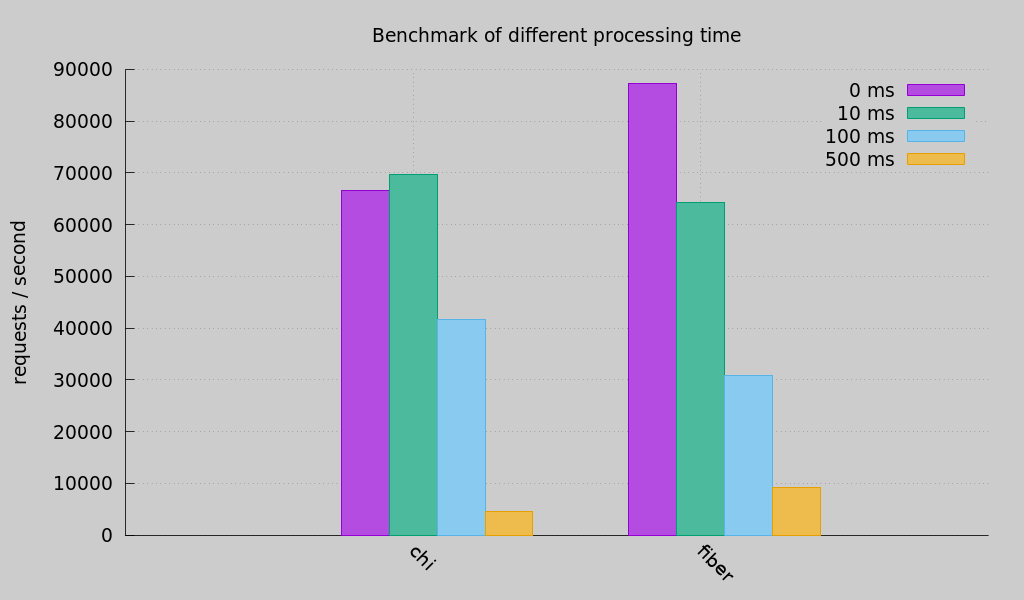 Benchmark of different processing time
90000
80000
70000
60000
50000
40000
30000
20000
10000
0
requests / second
0 ms
10 ms
100 ms
500 ms
chi
fiber